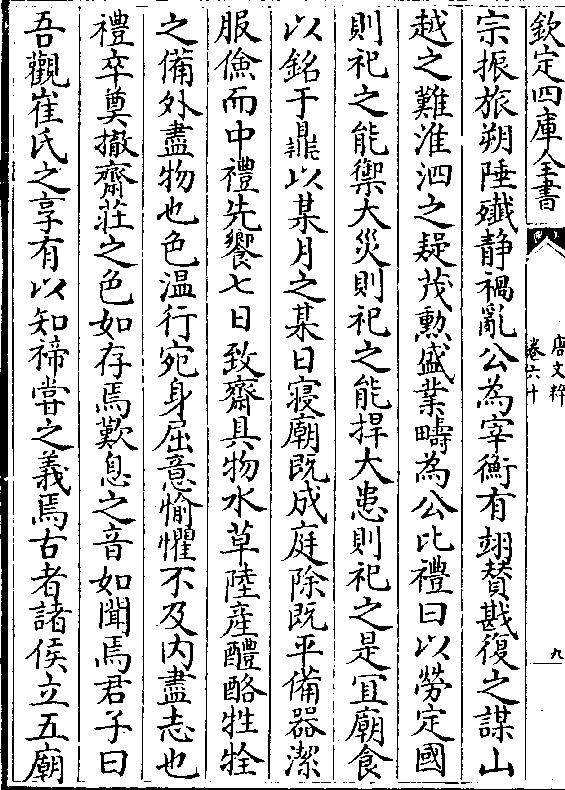 欽定四庫全書
唐文粹
卷六十
九
宗振旅朔陲殱静禍亂公為宰衡有翊賛戡復之謀山
越之難淮泗之疑茂勲盛業疇為公比禮曰以勞定國
則祀之能禦大災則祀之能捍大患則祀之是宜廟食
以銘于鼎以某月之某日寝廟既成庭除既平備器潔
服儉而中禮先饗七日致齋具物水草陸産醴酪牲牷
之備外盡物也色温行宛身屈意愉懼不及内盡志也
禮卒奠撤齋莊之色如存焉歎息之音如聞焉君子曰
吾觀崔氏之享有以知禘嘗之義焉古者諸侯立五廟